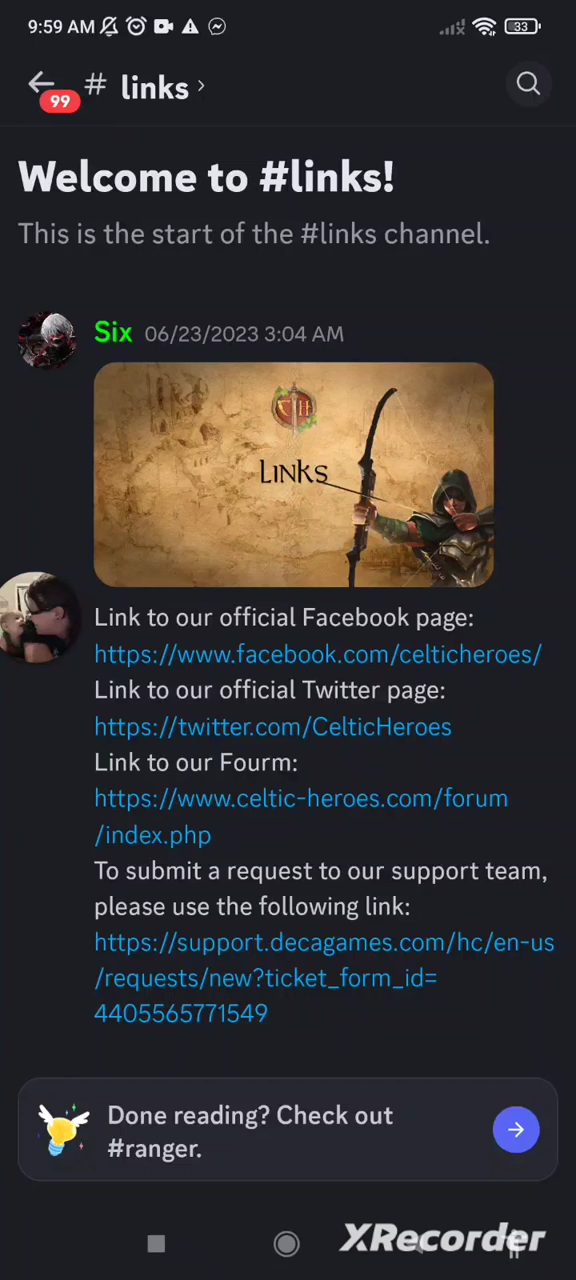 9:59 AM
33
99
# links
Welcome to #links!
This is the start of the #links channel.
Six 06/23/2023 3:04 AM
CH
LINKS
Link to our official Facebook page:
https://www.facebook.com/celticheroes/
Link to our official Twitter page:
https://twitter.com/CelticHeroes
Link to our Fourm:
https://www.celtic-heroes.com/forum
/index.php
To submit a request to our support team,
please use the following link:
https://support.decagames.com/hc/en-us
/requests/new?ticket_form_id=
4405565771549
Done reading? Check out
#ranger.
XRecorder